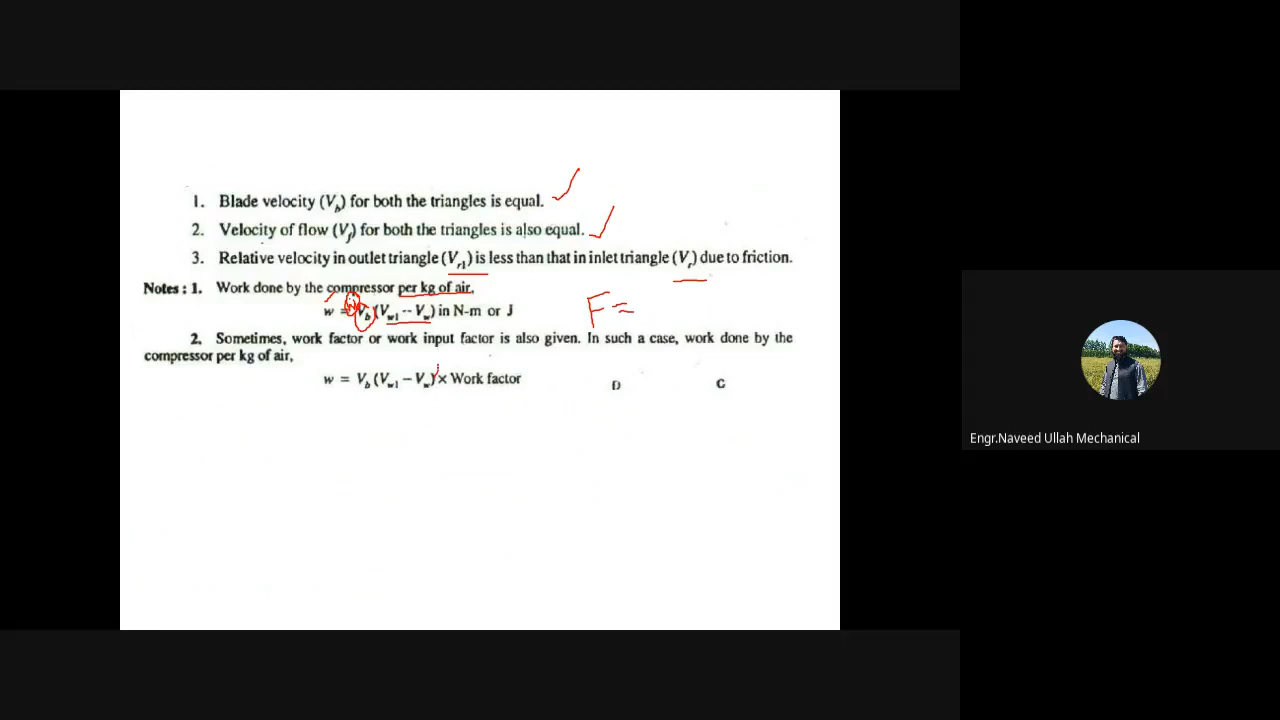 1. Blade velocity (V_b) for both the triangles is equal.
2. Velocity of flow (V_f) for both the triangles is also equal.
3. Relative velocity in outlet triangle (V_r1) is less than that in inlet triangle (V_r) due to friction.
Notes : 1. Work done by the compressor per kg of air,
w = V_b (V_w1 -- V_w) in N-m or J
F =
2. Sometimes, work factor or work input factor is also given. In such a case, work done by the
compressor per kg of air,
w = V_b (V_w1 – V_w) × Work factor
D C
Engr.Naveed Ullah Mechanical